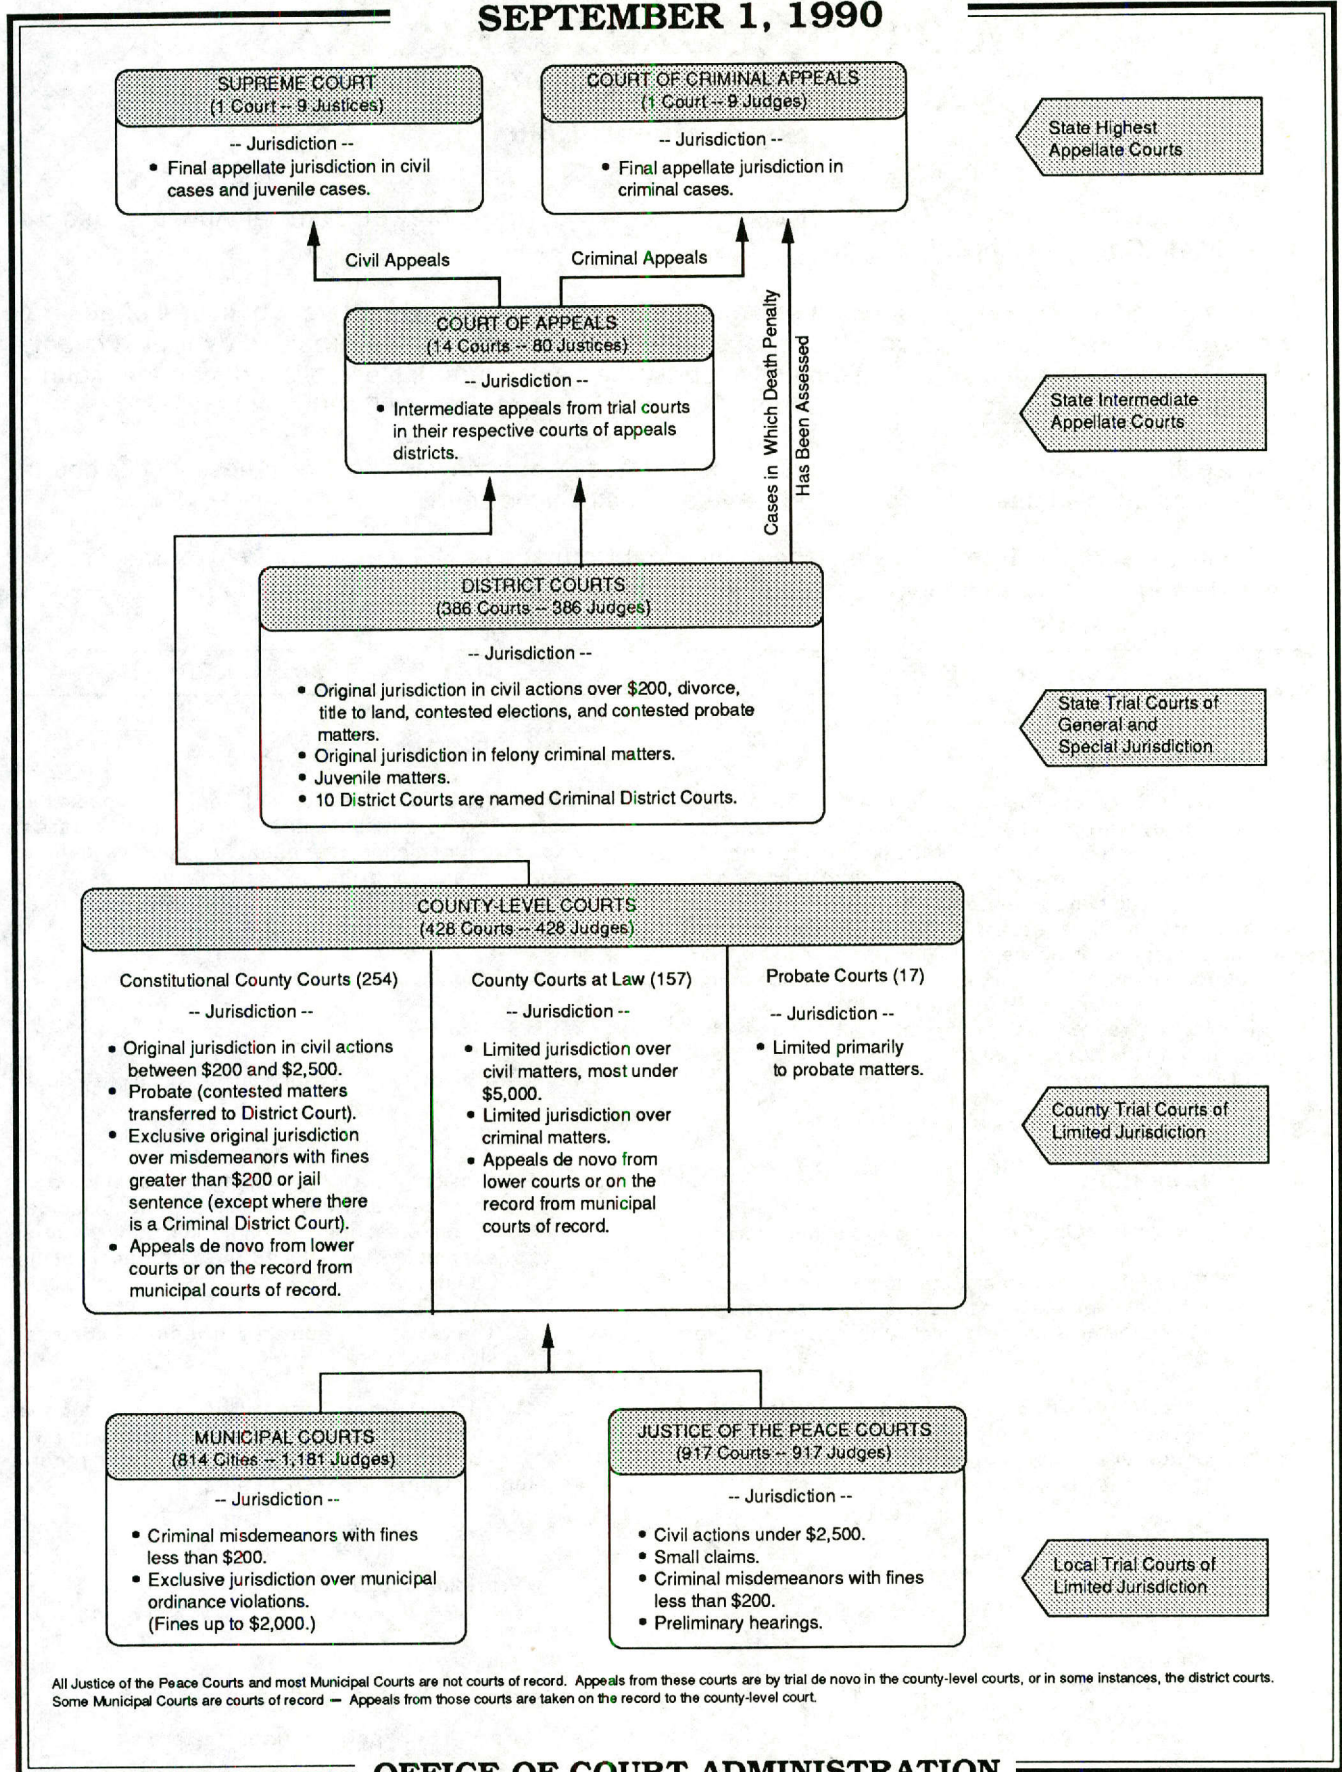 SEPTEMBER 1, 1990
SUPREME COURT
(1 Court -- 9 Justices)
-- Jurisdiction --
• Final appellate jurisdiction in civil
cases and juvenile cases.
COURT OF CRIMINAL APPEALS
(1 Court -- 9 Judges)
-- Jurisdiction --
• Final appellate jurisdiction in
criminal cases.
State Highest
Appellate Courts
Civil Appeals
Criminal Appeals
Cases in Which Death Penalty
Has Been Assessed
COURT OF APPEALS
(14 Courts -- 80 Justices)
-- Jurisdiction --
• Intermediate appeals from trial courts
in their respective courts of appeals
districts.
State Intermediate
Appellate Courts
DISTRICT COURTS
(386 Courts -- 386 Judges)
-- Jurisdiction --
• Original jurisdiction in civil actions over $200, divorce,
title to land, contested elections, and contested probate
matters.
• Original jurisdiction in felony criminal matters.
• Juvenile matters.
• 10 District Courts are named Criminal District Courts.
State Trial Courts of
General and
Special Jurisdiction
COUNTY-LEVEL COURTS
(428 Courts -- 428 Judges)
Constitutional County Courts (254)
-- Jurisdiction --
• Original jurisdiction in civil actions
between $200 and $2,500.
• Probate (contested matters
transferred to District Court).
• Exclusive original jurisdiction
over misdemeanors with fines
greater than $200 or jail
sentence (except where there
is a Criminal District Court).
• Appeals de novo from lower
courts or on the record from
municipal courts of record.
County Courts at Law (157)
-- Jurisdiction --
• Limited jurisdiction over
civil matters, most under
$5,000.
• Limited jurisdiction over
criminal matters.
• Appeals de novo from
lower courts or on the
record from municipal
courts of record.
Probate Courts (17)
-- Jurisdiction --
• Limited primarily
to probate matters.
County Trial Courts of
Limited Jurisdiction
MUNICIPAL COURTS
(814 Cities -- 1,181 Judges)
-- Jurisdiction --
• Criminal misdemeanors with fines
less than $200.
• Exclusive jurisdiction over municipal
ordinance violations.
(Fines up to $2,000.)
JUSTICE OF THE PEACE COURTS
(917 Courts -- 917 Judges)
-- Jurisdiction --
• Civil actions under $2,500.
• Small claims.
• Criminal misdemeanors with fines
less than $200.
• Preliminary hearings.
Local Trial Courts of
Limited Jurisdiction
All Justice of the Peace Courts and most Municipal Courts are not courts of record. Appeals from these courts are by trial de novo in the county-level courts, or in some instances, the district courts.
Some Municipal Courts are courts of record — Appeals from those courts are taken on the record to the county-level court.
OFFICE OF COURT ADMINISTRATION